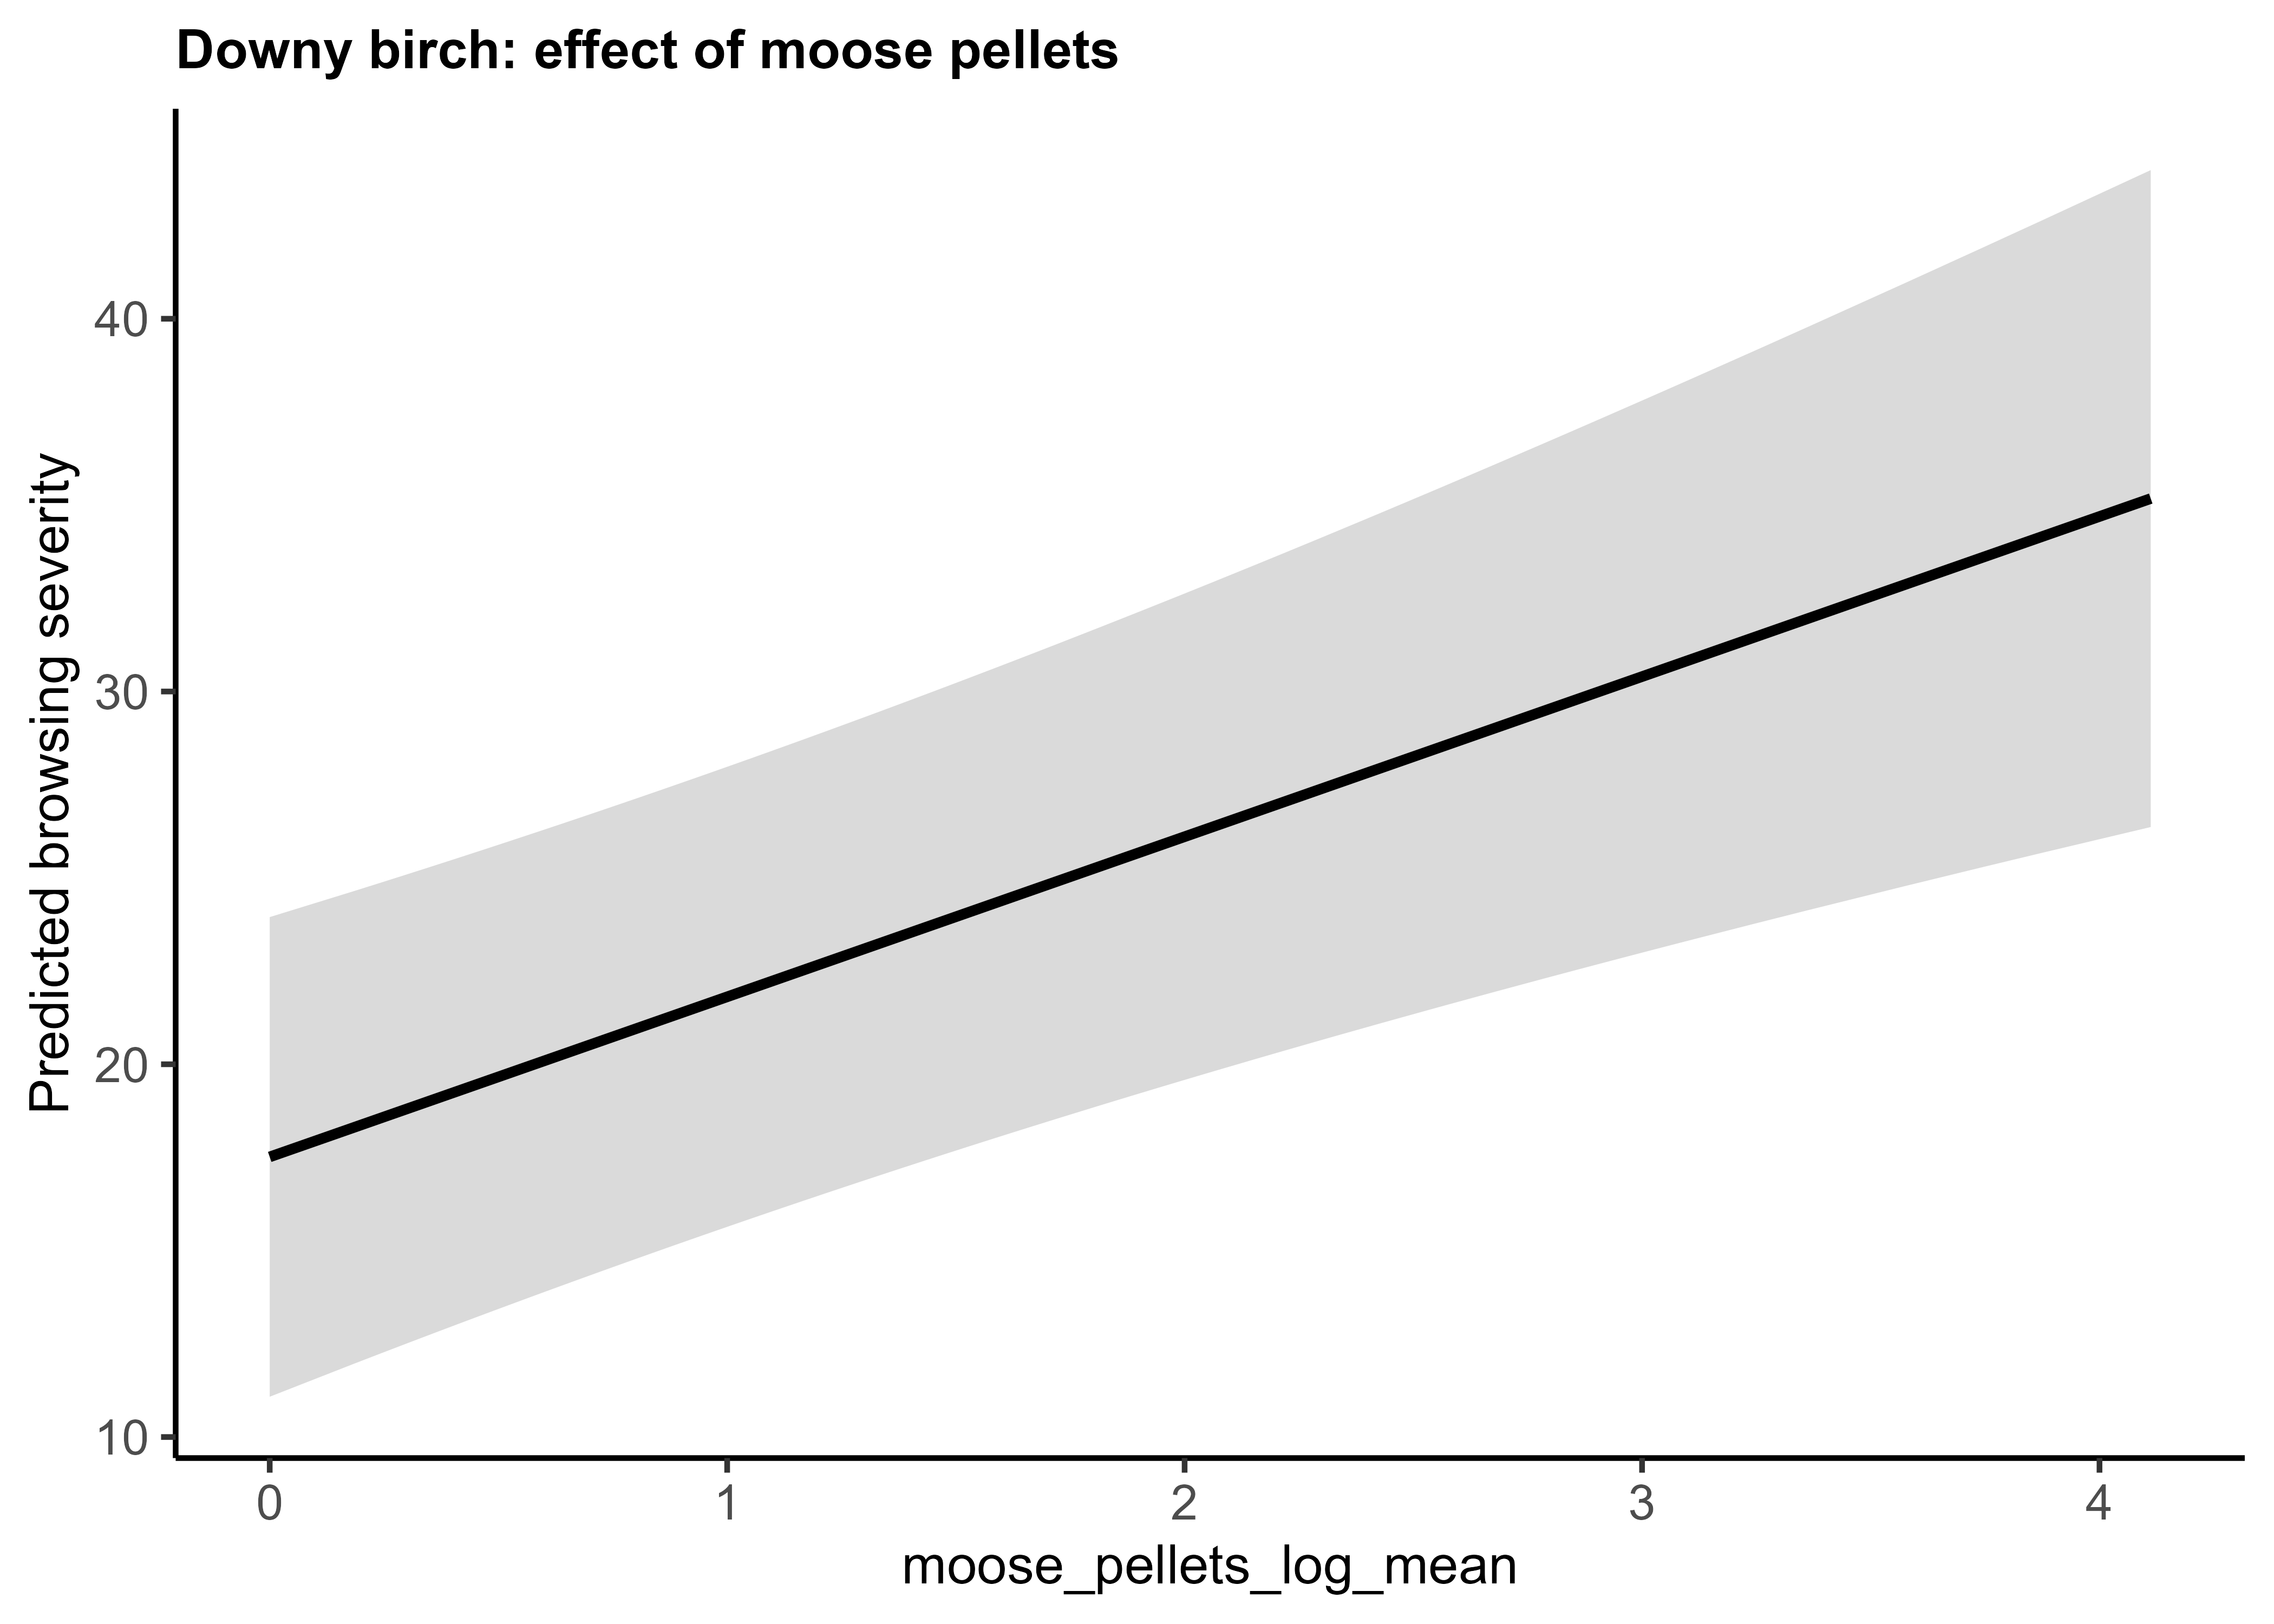 Downy birch: effect of moose pellets
Predicted browsing severity
40
30
20
10
0 1 2 3 4
moose_pellets_log_mean